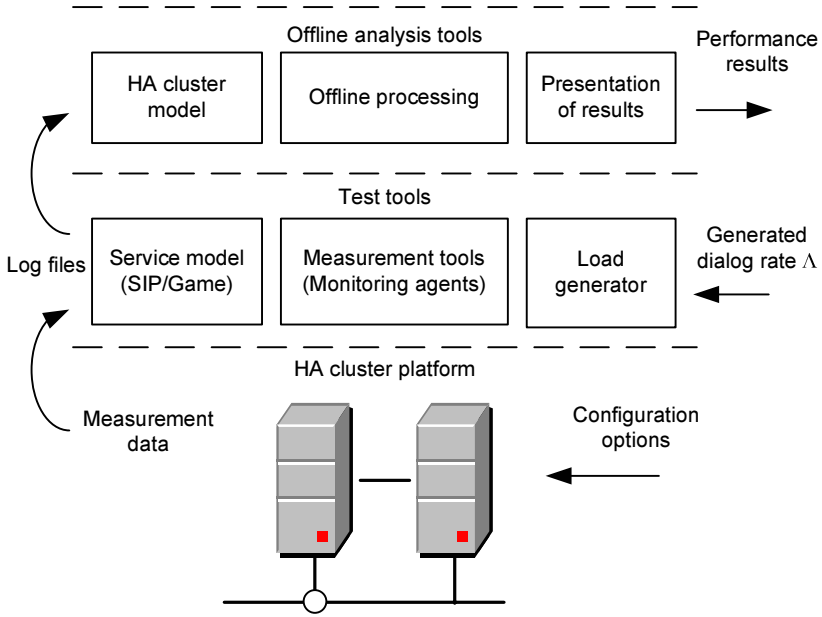 Offline analysis tools
Performance
results
HA cluster
model
Offline processing
Presentation
of results
Test tools
Log files
Service model
(SIP/Game)
Measurement tools
(Monitoring agents)
Load
generator
Generated
dialog rate Λ
HA cluster platform
Measurement
data
Configuration
options